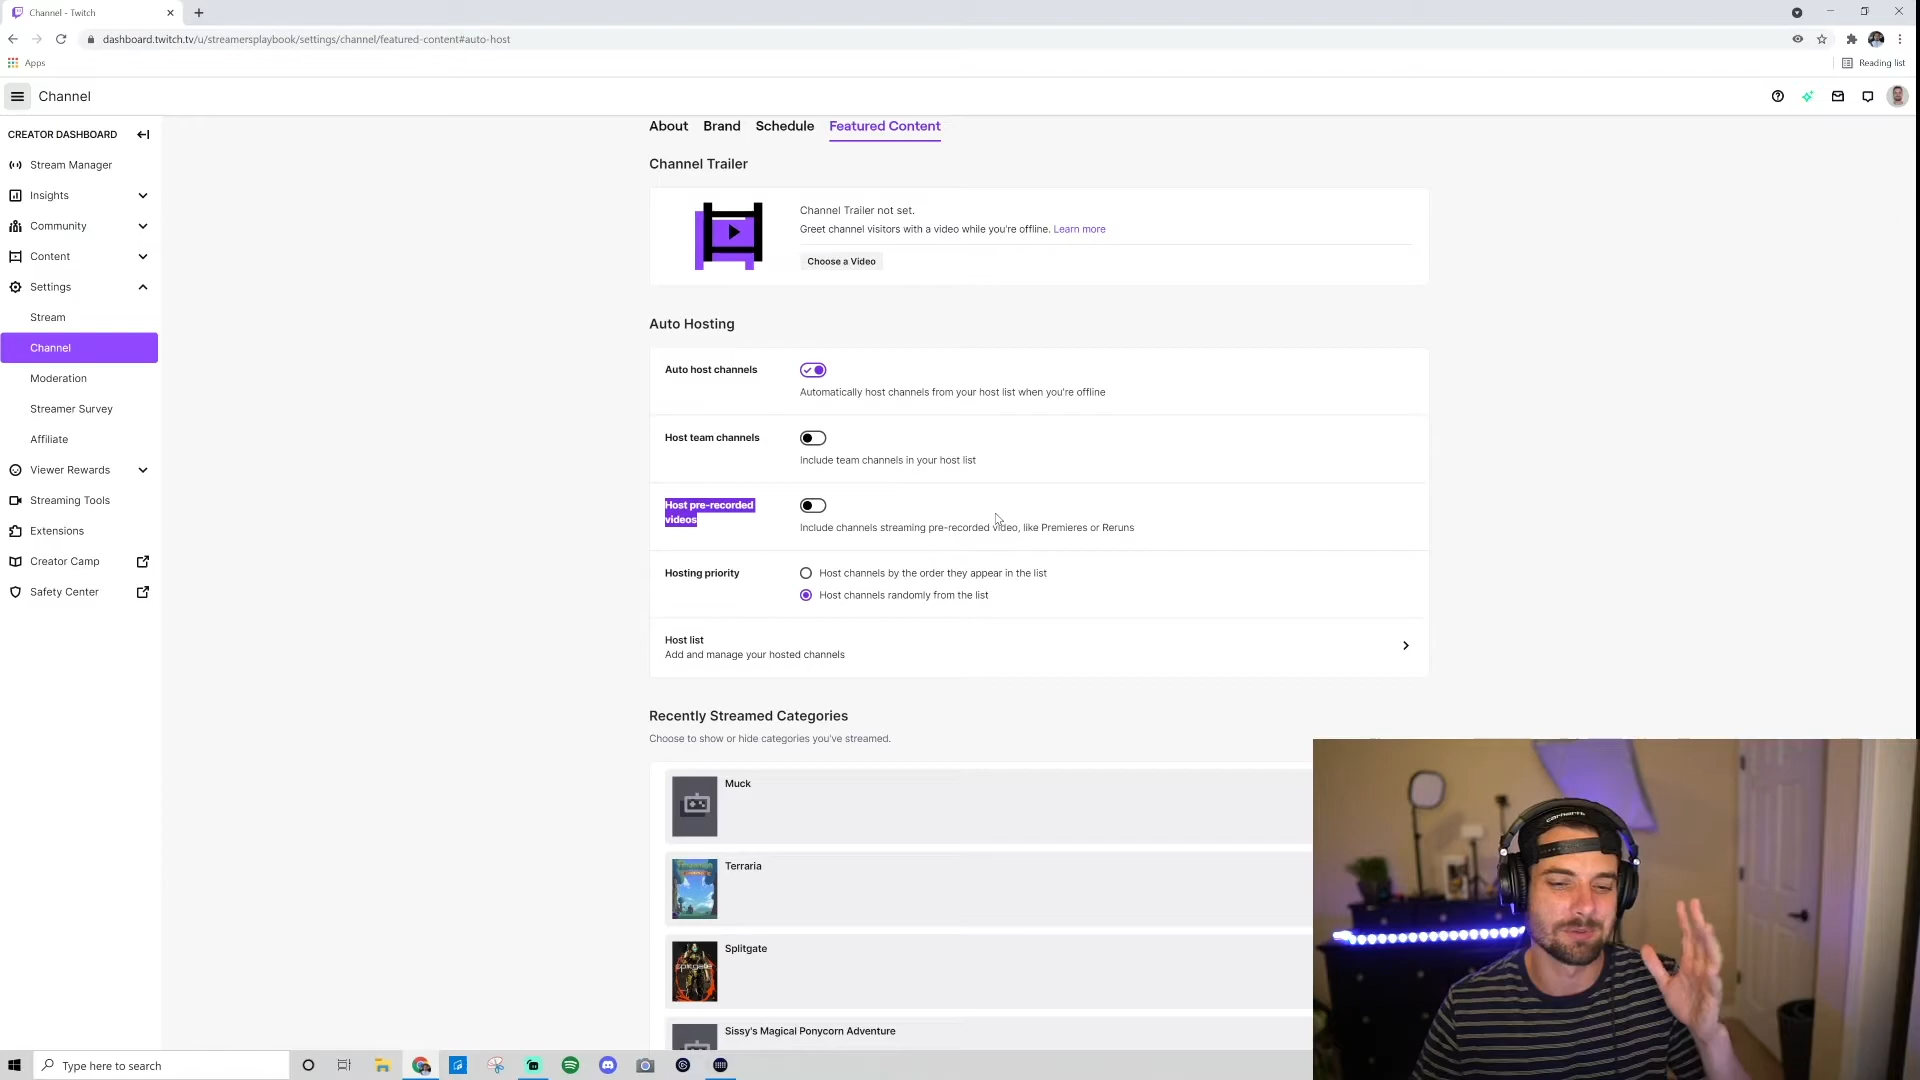 Channel - Twitch
dashboard.twitch.tv/u/streamersplaybook/settings/channel/featured-content#auto-host
Apps
Reading list
Channel
CREATOR DASHBOARD
Stream Manager
Insights
Community
Content
Settings
Stream
Channel
Moderation
Streamer Survey
Affiliate
Viewer Rewards
Streaming Tools
Extensions
Creator Camp
Safety Center
About Brand Schedule Featured Content
Channel Trailer
Channel Trailer not set.
Greet channel visitors with a video while you're offline. Learn more
Choose a Video
Auto Hosting
Auto host channels
Automatically host channels from your host list when you're offline
Host team channels
Include team channels in your host list
Host pre-recorded
videos
Include channels streaming pre-recorded video, like Premieres or Reruns
Hosting priority
Host channels by the order they appear in the list
Host channels randomly from the list
Host list
Add and manage your hosted channels
Recently Streamed Categories
Choose to show or hide categories you've streamed.
Muck
Terraria
Splitgate
Sissy's Magical Ponycorn Adventure
carhartt
Type here to search